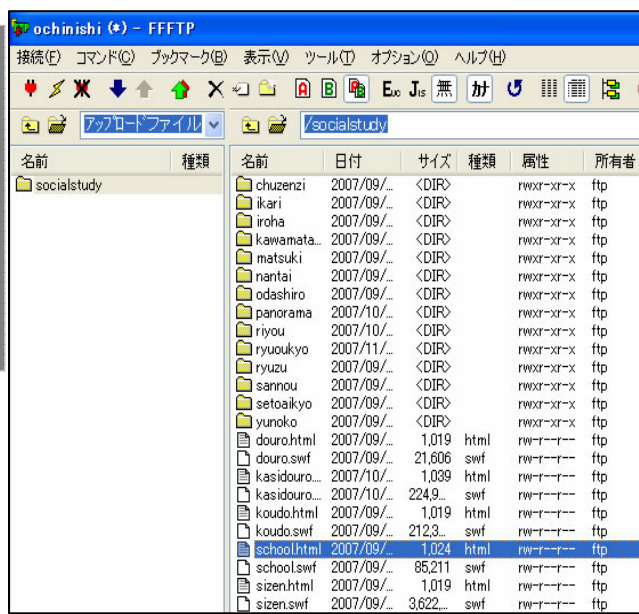 ochinishi (*) - FFFTP
接続(F) コマンド(C) ブックマーク(B) 表示(V) ツール(T) オプション(O) ヘルプ(H)
A B Euc Jis 無 カナ
アップロードファイル /socialstudy
名前 種類
socialstudy
名前 日付 サイズ 種類 属性 所有者
chuzenzi 2007/09/... <DIR> rwxr-xr-x ftp
ikari 2007/09/... <DIR> rwxr-xr-x ftp
iroha 2007/09/... <DIR> rwxr-xr-x ftp
kawamata... 2007/09/... <DIR> rwxr-xr-x ftp
matsuki 2007/09/... <DIR> rwxr-xr-x ftp
nantai 2007/09/... <DIR> rwxr-xr-x ftp
odashiro 2007/09/... <DIR> rwxr-xr-x ftp
panorama 2007/10/... <DIR> rwxr-xr-x ftp
riyou 2007/10/... <DIR> rwxr-xr-x ftp
ryuoukyo 2007/11/... <DIR> rwxr-xr-x ftp
ryuzu 2007/09/... <DIR> rwxr-xr-x ftp
sannou 2007/09/... <DIR> rwxr-xr-x ftp
setoaikyo 2007/09/... <DIR> rwxr-xr-x ftp
yunoko 2007/09/... <DIR> rwxr-xr-x ftp
douro.html 2007/09/... 1,019 html rw-r--r-- ftp
douro.swf 2007/09/... 21,606 swf rw-r--r-- ftp
kasidouro.... 2007/10/... 1,039 html rw-r--r-- ftp
kasidouro.... 2007/10/... 224,9... swf rw-r--r-- ftp
koudo.html 2007/09/... 1,019 html rw-r--r-- ftp
koudo.swf 2007/09/... 212,3... swf rw-r--r-- ftp
school.html 2007/09/... 1,024 html rw-r--r-- ftp
school.swf 2007/09/... 85,211 swf rw-r--r-- ftp
sizen.html 2007/09/... 1,019 html rw-r--r-- ftp
sizen.swf 2007/09/... 3,622,... swf rw-r--r-- ftp